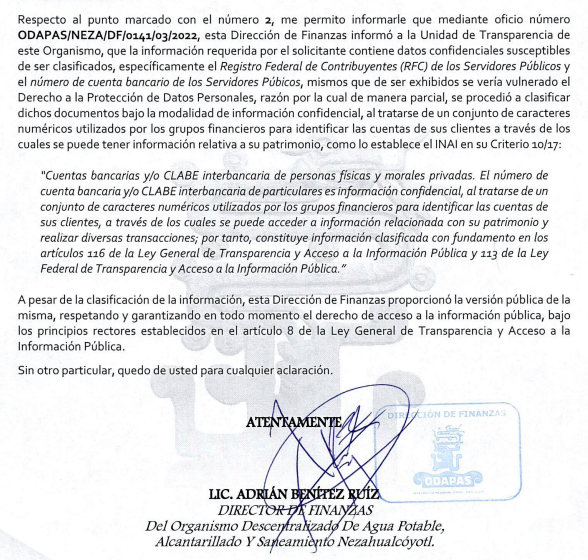 Respecto al punto marcado con el número 2, me permito informarle que mediante oficio número
ODAPAS/NEZA/DF/0141/03/2022, esta Dirección de Finanzas informó a la Unidad de Transparencia de
este Organismo, que la información requerida por el solicitante contiene datos confidenciales susceptibles
de ser clasificados, específicamente el Registro Federal de Contribuyentes (RFC) de los Servidores Públicos y
el número de cuenta bancario de los Servidores Púbicos, mismos que de ser exhibidos se vería vulnerado el
Derecho a la Protección de Datos Personales, razón por la cual de manera parcial, se procedió a clasificar
dichos documentos bajo la modalidad de información confidencial, al tratarse de un conjunto de caracteres
numéricos utilizados por los grupos financieros para identificar las cuentas de sus clientes a través de los
cuales se puede tener información relativa a su patrimonio, como lo establece el INAI en su Criterio 10/17:
"Cuentas bancarias y/o CLABE interbancaria de personas físicas y morales privadas. El número de
cuenta bancaria y/o CLABE interbancaria de particulares es información confidencial, al tratarse de un
conjunto de caracteres numéricos utilizados por los grupos financieros para identificar las cuentas de
sus clientes, a través de los cuales se puede acceder a información relacionada con su patrimonio y
realizar diversas transacciones; por tanto, constituye información clasificada con fundamento en los
artículos 116 de la Ley General de Transparencia y Acceso a la Información Pública y 113 de la Ley
Federal de Transparencia y Acceso a la Información Pública."
A pesar de la clasificación de la información, esta Dirección de Finanzas proporcionó la versión pública de la
misma, respetando y garantizando en todo momento el derecho de acceso a la información pública, bajo
los principios rectores establecidos en el artículo 8 de la Ley General de Transparencia y Acceso a la
Información Pública.
Sin otro particular, quedo de usted para cualquier aclaración.
ATENTAMENTE
DIRECCIÓN DE FINANZAS
ODAPAS
LIC. ADRIÁN BENÍTEZ RUÍZ
DIRECTOR DE FINANZAS
Del Organismo Descentralizado De Agua Potable,
Alcantarillado Y Saneamiento Nezahualcóyotl.